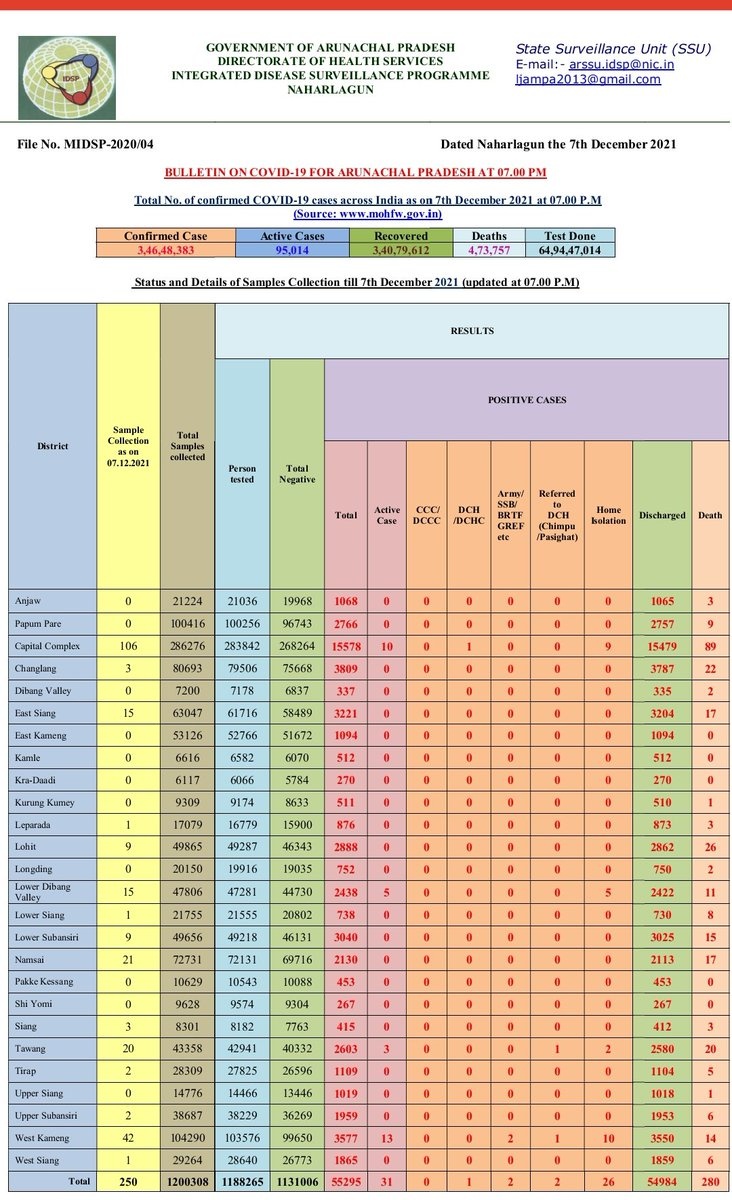 IDSP
GOVERNMENT OF ARUNACHAL PRADESH
DIRECTORATE OF HEALTH SERVICES
INTEGRATED DISEASE SURVEILLANCE PROGRAMME
NAHARLAGUN
State Surveillance Unit (SSU)
E-mail:- arssu.idsp@nic.in
ljampa2013@gmail.com
File No. MIDSP-2020/04 Dated Naharlagun the 7th December 2021
BULLETIN ON COVID-19 FOR ARUNACHAL PRADESH AT 07.00 PM
Total No. of confirmed COVID-19 cases across India as on 7th December 2021 at 07.00 P.M
(Source: www.mohfw.gov.in)
Confirmed Case Active Cases Recovered Deaths Test Done
3,46,48,383 95,014 3,40,79,612 4,73,757 64,94,47,014
Status and Details of Samples Collection till 7th December 2021 (updated at 07.00 P.M)
District
Sample
Collection
as on
07.12.2021
Total
Samples
collected
RESULTS
Person
tested
Total
Negative
POSITIVE CASES
Total
Active
Case
CCC/
DCCC
DCH
/DCHC
Army/
SSB/
BRTF
GREF
etc
Referred
to
DCH
(Chimpu
/Pasighat)
Home
Isolation
Discharged
Death
Anjaw 0 21224 21036 19968 1068 0 0 0 0 0 0 1065 3
Papum Pare 0 100416 100256 96743 2766 0 0 0 0 0 0 2757 9
Capital Complex 106 286276 283842 268264 15578 10 0 1 0 0 9 15479 89
Changlang 3 80693 79506 75668 3809 0 0 0 0 0 0 3787 22
Dibang Valley 0 7200 7178 6837 337 0 0 0 0 0 0 335 2
East Siang 15 63047 61716 58489 3221 0 0 0 0 0 0 3204 17
East Kameng 0 53126 52766 51672 1094 0 0 0 0 0 0 1094 0
Kamle 0 6616 6582 6070 512 0 0 0 0 0 0 512 0
Kra-Daadi 0 6117 6066 5784 270 0 0 0 0 0 0 270 0
Kurung Kumey 0 9309 9174 8633 511 0 0 0 0 0 0 510 1
Leparada 1 17079 16779 15900 876 0 0 0 0 0 0 873 3
Lohit 9 49865 49287 46343 2888 0 0 0 0 0 0 2862 26
Longding 0 20150 19916 19035 752 0 0 0 0 0 0 750 2
Lower Dibang
Valley 15 47806 47281 44730 2438 5 0 0 0 0 5 2422 11
Lower Siang 1 21755 21555 20802 738 0 0 0 0 0 0 730 8
Lower Subansiri 9 49656 49218 46131 3040 0 0 0 0 0 0 3025 15
Namsai 21 72731 72131 69716 2130 0 0 0 0 0 0 2113 17
Pakke Kessang 0 10629 10543 10088 453 0 0 0 0 0 0 453 0
Shi Yomi 0 9628 9574 9304 267 0 0 0 0 0 0 267 0
Siang 3 8301 8182 7763 415 0 0 0 0 0 0 412 3
Tawang 20 43358 42941 40332 2603 3 0 0 0 1 2 2580 20
Tirap 2 28309 27825 26596 1109 0 0 0 0 0 0 1104 5
Upper Siang 0 14776 14466 13446 1019 0 0 0 0 0 0 1018 1
Upper Subansiri 2 38687 38229 36269 1959 0 0 0 0 0 0 1953 6
West Kameng 42 104290 103576 99650 3577 13 0 0 2 1 10 3550 14
West Siang 1 29264 28640 26773 1865 0 0 0 0 0 0 1859 6
Total 250 1200308 1188265 1131006 55295 31 0 1 2 2 26 54984 280